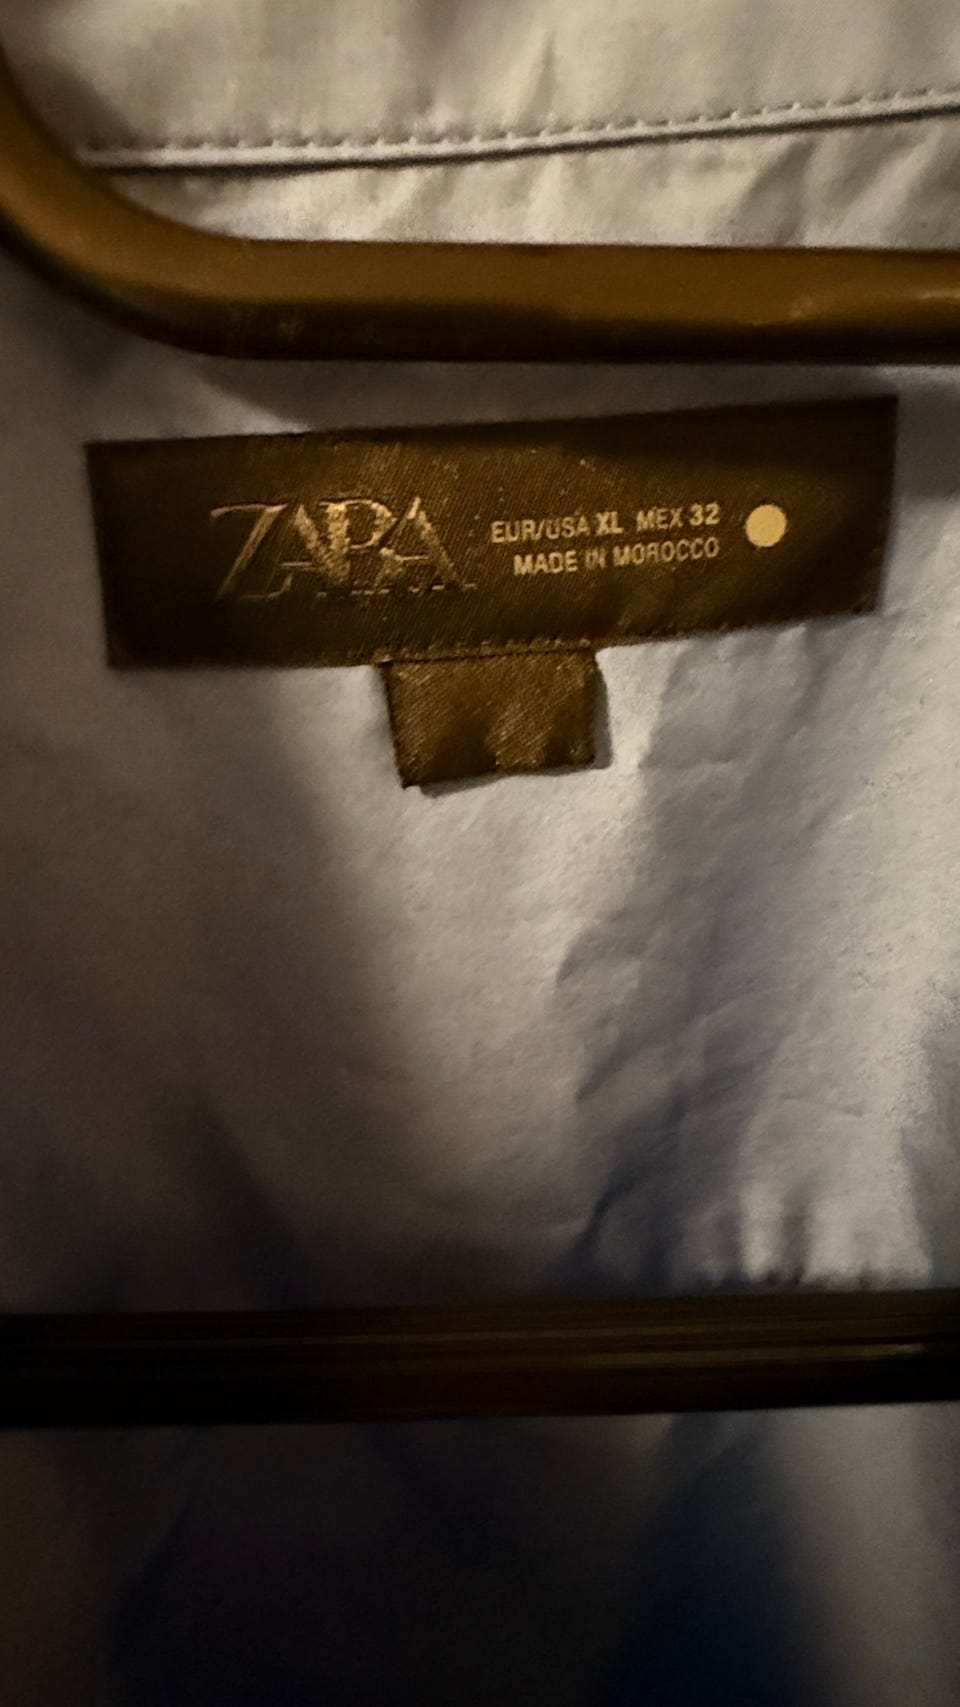 ZARA
EUR/USA XL MEX 32
MADE IN MOROCCO